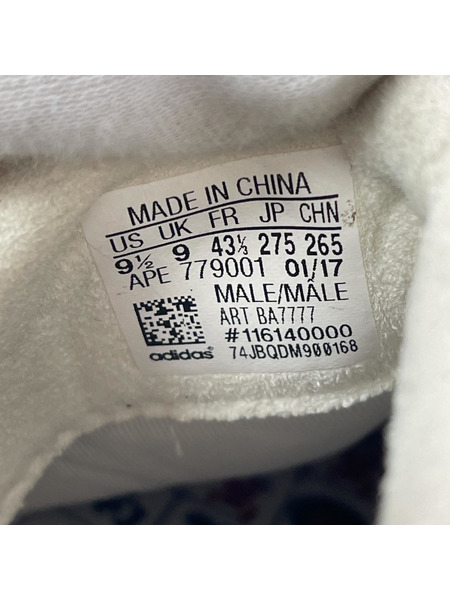 MADE IN CHINA
US UK FR JP CHN
9½ 9 43⅓ 275 265
APE 779001 01/17
MALE/MÂLE
ART BA7777
#116140000
adidas® 74JBQDM900168